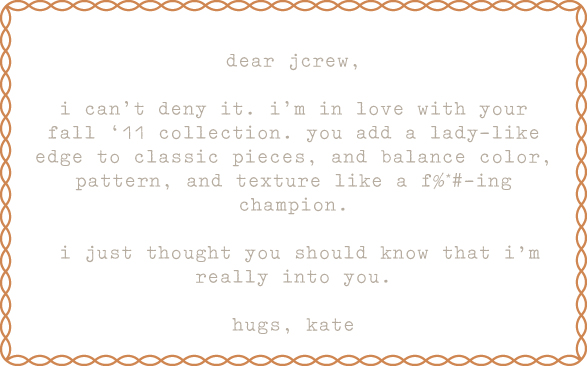 dear jcrew,
i can't deny it. i'm in love with your
fall ‘11 collection. you add a lady-like
edge to classic pieces, and balance color,
pattern, and texture like a f%*#-ing
champion.
i just thought you should know that i'm
really into you.
hugs, kate